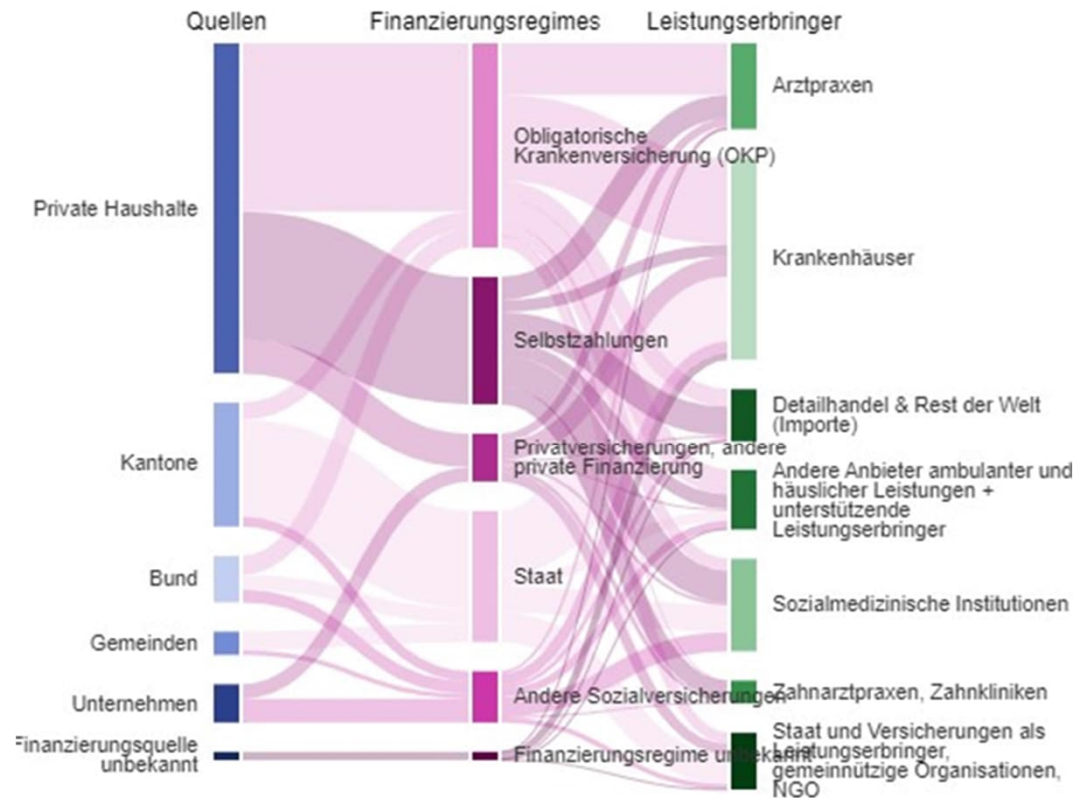 Quellen
Finanzierungsregimes
Leistungserbringer
Private Haushalte
Kantone
Bund
Gemeinden
Unternehmen
Finanzierungsquelle
unbekannt
Obligatorische
Krankenversicherung (OKP)
Selbstzahlungen
Privatversicherungen, andere
private Finanzierung
Staat
Andere Sozialversicherungen
Finanzierungsregime unbekannt
Arztpraxen
Krankenhäuser
Detailhandel & Rest der Welt
(Importe)
Andere Anbieter ambulanter und
häuslicher Leistungen +
unterstützende
Leistungserbringer
Sozialmedizinische Institutionen
Zahnarztpraxen, Zahnkliniken
Staat und Versicherungen als
Leistungserbringer,
gemeinnützige Organisationen,
NGO